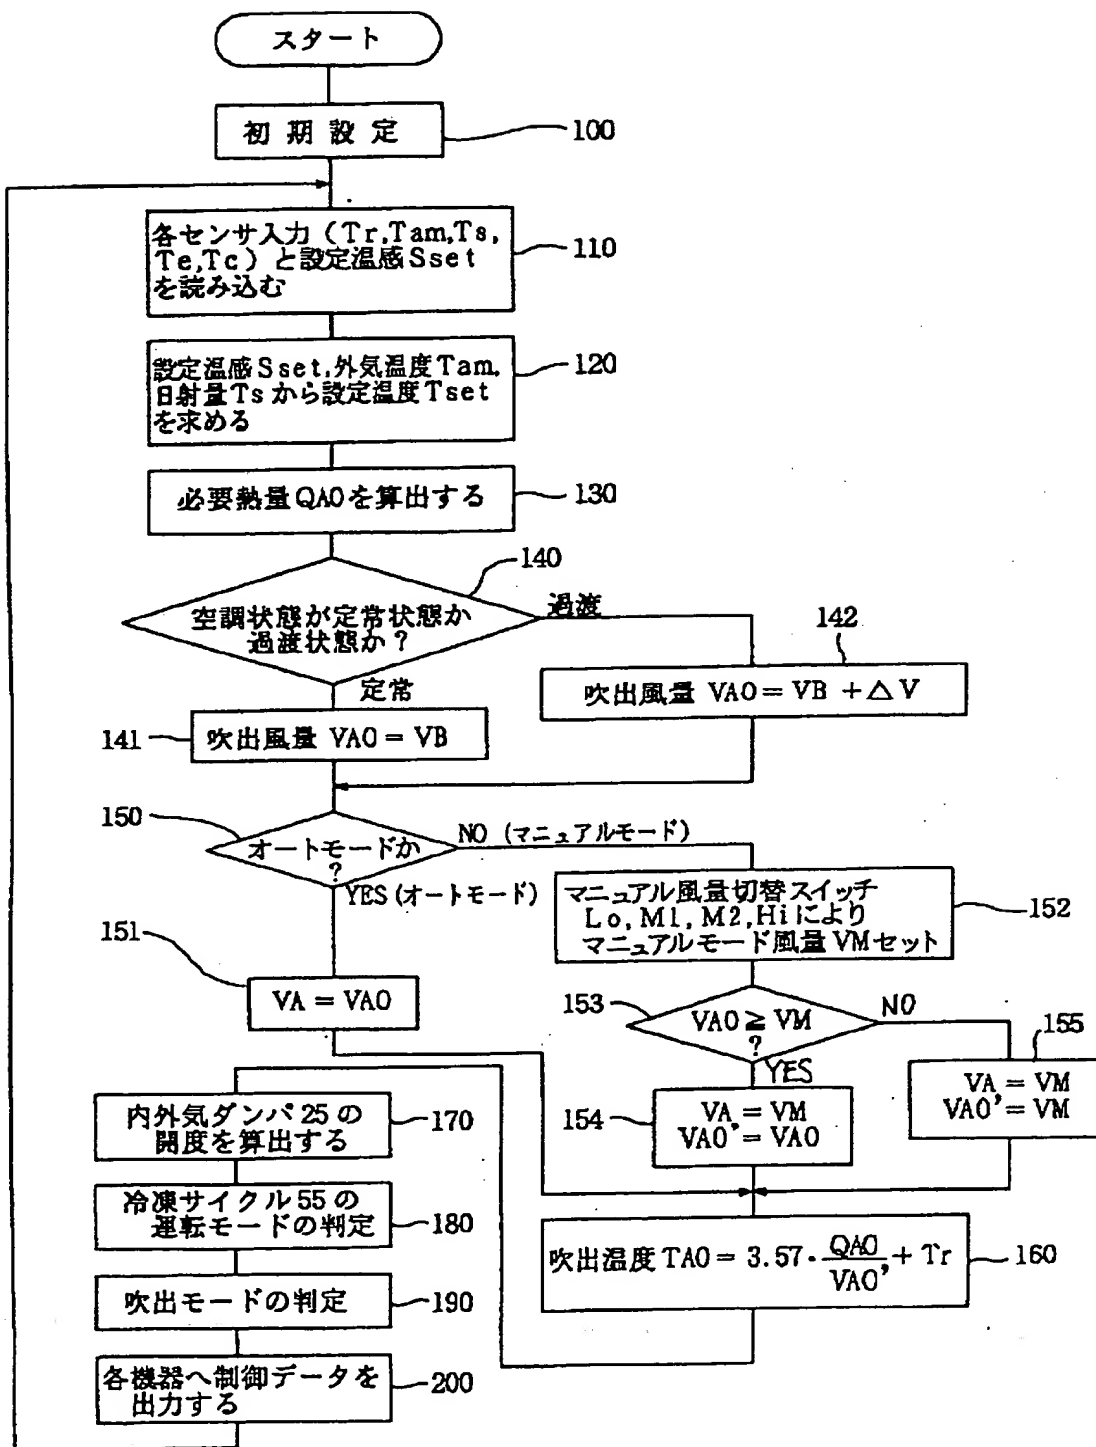 スタート
初期設定
100
各センサ入力(Tr,Tam,Ts,
Te,Tc)と設定温感Sset
を読み込む
110
設定温感Sset,外気温度Tam,
日射量Tsから設定温度Tset
を求める
120
必要熱量QAOを算出する
130
140
空調状態が定常状態か
過渡状態か?
過渡
定常
142
吹出風量 VAO=VB+△V
141
吹出風量 VAO=VB
150
オートモードか
?
NO (マニュアルモード)
YES (オートモード)
151
VA=VAO
マニュアル風量切替スイッチ
Lo,M1,M2,Hiにより
マニュアルモード風量VMセット
152
153
VAO≧VM
?
NO
YES
155
VA=VM
VAO'=VM
154
VA=VM
VAO'=VAO
吹出温度TAO=3.57・QAO/VAO'+Tr
160
内外気ダンパ25の
開度を算出する
170
冷凍サイクル55の
運転モードの判定
180
吹出モードの判定
190
各機器へ制御データを
出力する
200